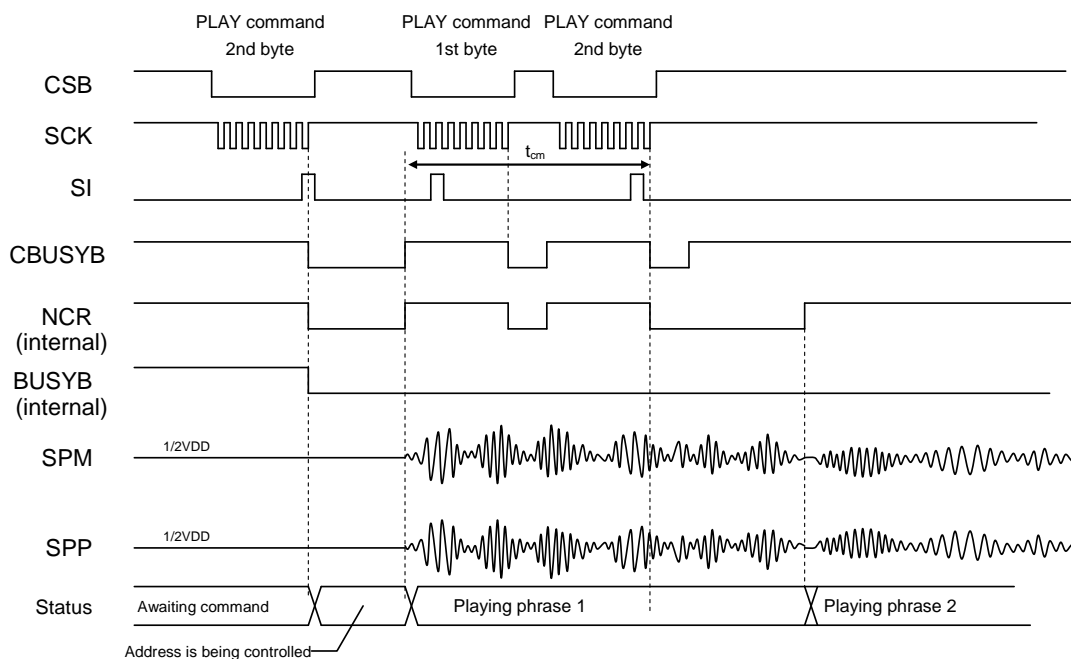 PLAY command
2nd byte
PLAY command
1st byte
PLAY command
2nd byte
CSB
SCK
tcm
SI
CBUSYB
NCR
(internal)
BUSYB
(internal)
1/2VDD
SPM
1/2VDD
SPP
Status
Awaiting command
Playing phrase 1
Playing phrase 2
Address is being controlled